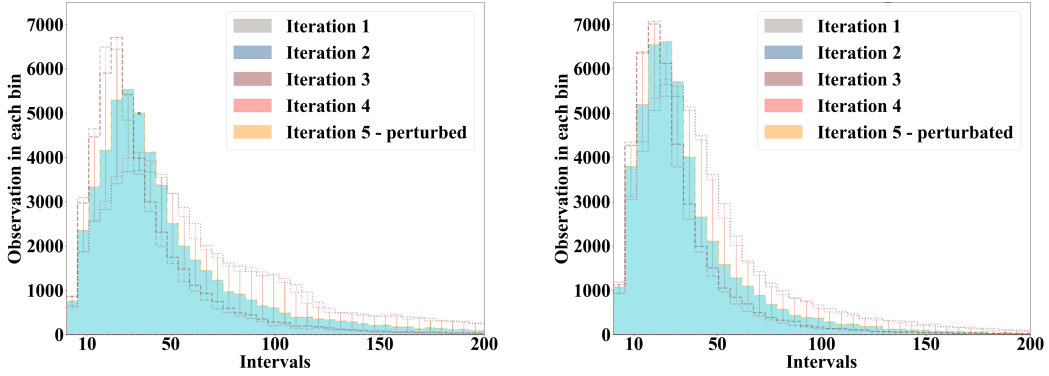 7000
6000
5000
4000
3000
2000
1000
0
Observation in each bin
10
50
100
150
200
Intervals
Iteration 1
Iteration 2
Iteration 3
Iteration 4
Iteration 5 - perturbed
7000
6000
5000
4000
3000
2000
1000
0
Observation in each bin
10
50
100
150
200
Intervals
Iteration 1
Iteration 2
Iteration 3
Iteration 4
Iteration 5 - perturbated